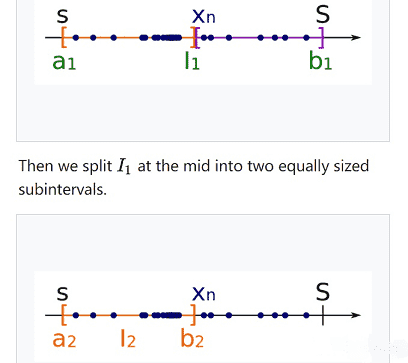 s xn S
a1 I1 b1
Then we split I1 at the mid into two equally sized
subintervals.
s xn S
a2 I2 b2